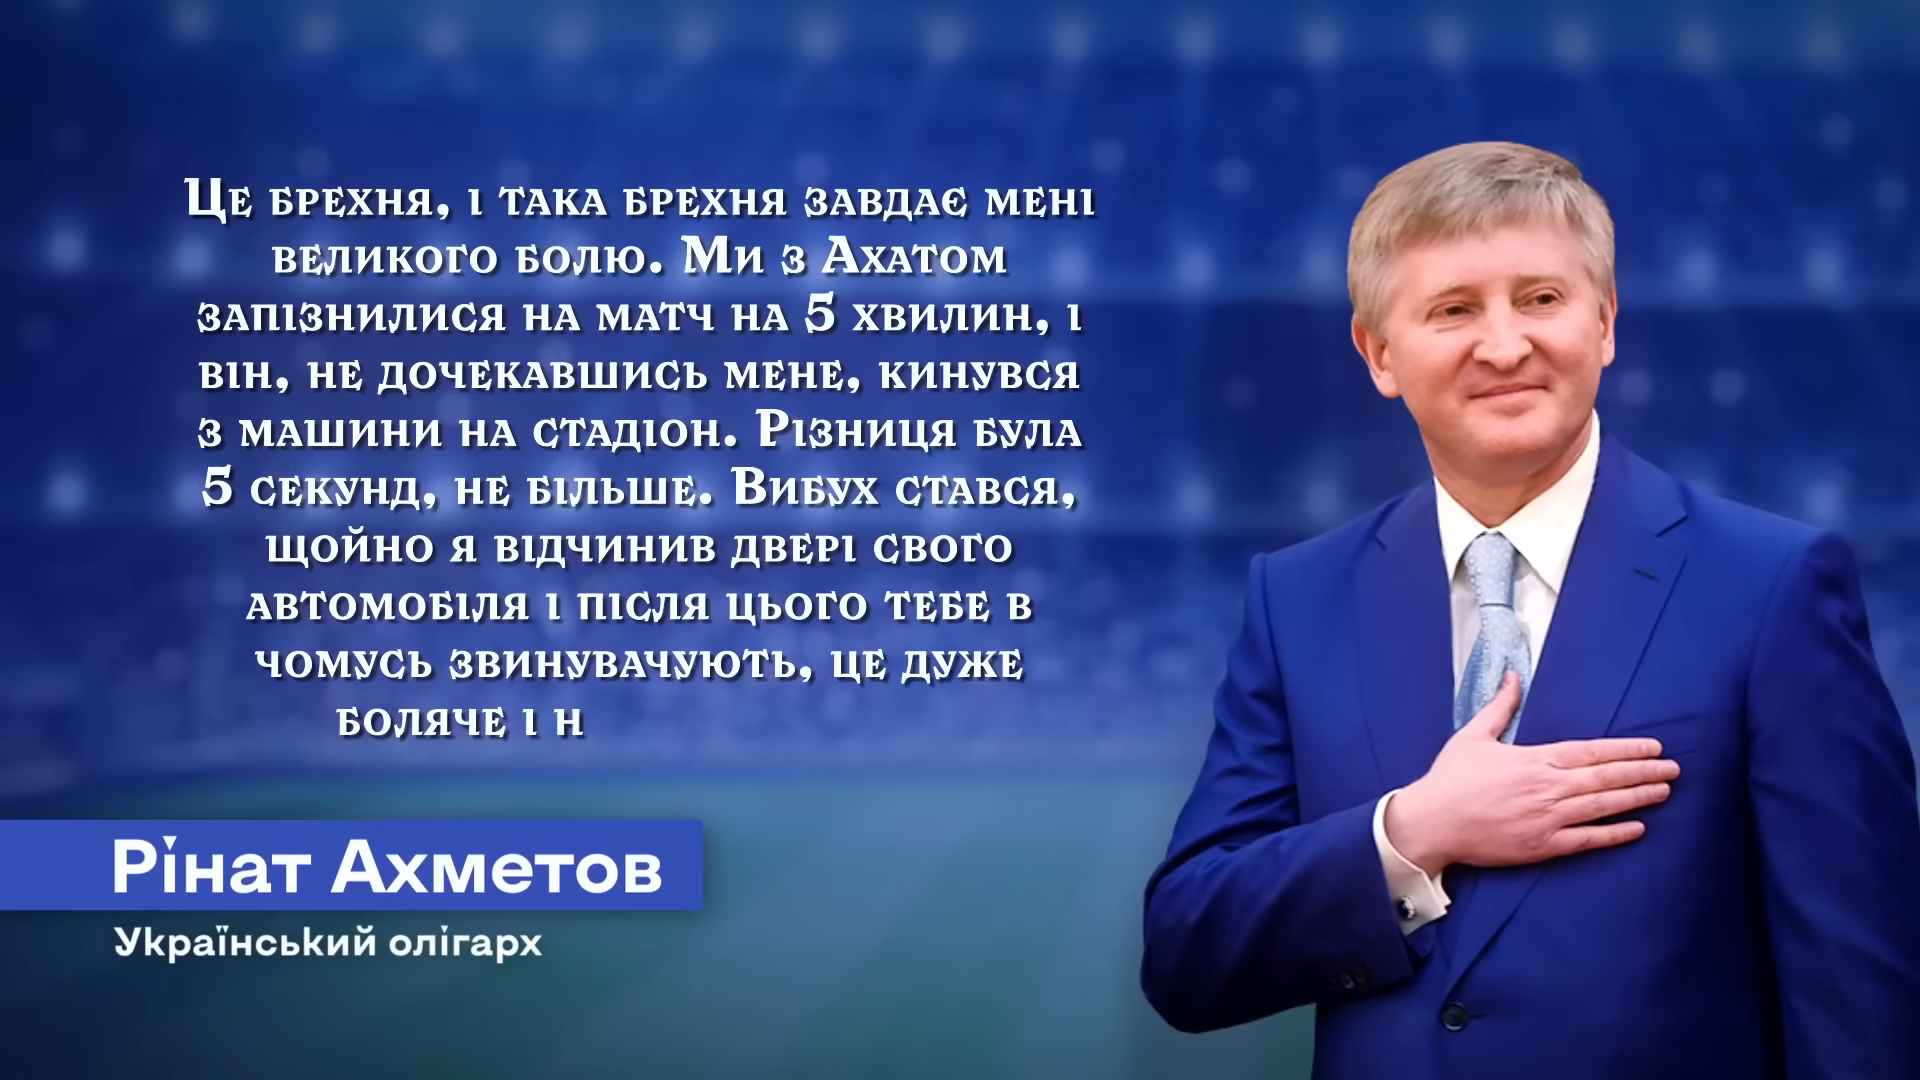 Це брехня, і така брехня завдає мені
великого болю. Ми з Ахатом
запізнилися на матч на 5 хвилин, і
він, не дочекавшись мене, кинувся
з машини на стадіон. Різниця була
5 секунд, не більше. Вибух стався,
щойно я відчинив двері свого
автомобіля і після цього тебе в
чомусь звинувачують, це дуже
боляче і н
Рінат Ахметов
Український олігарх